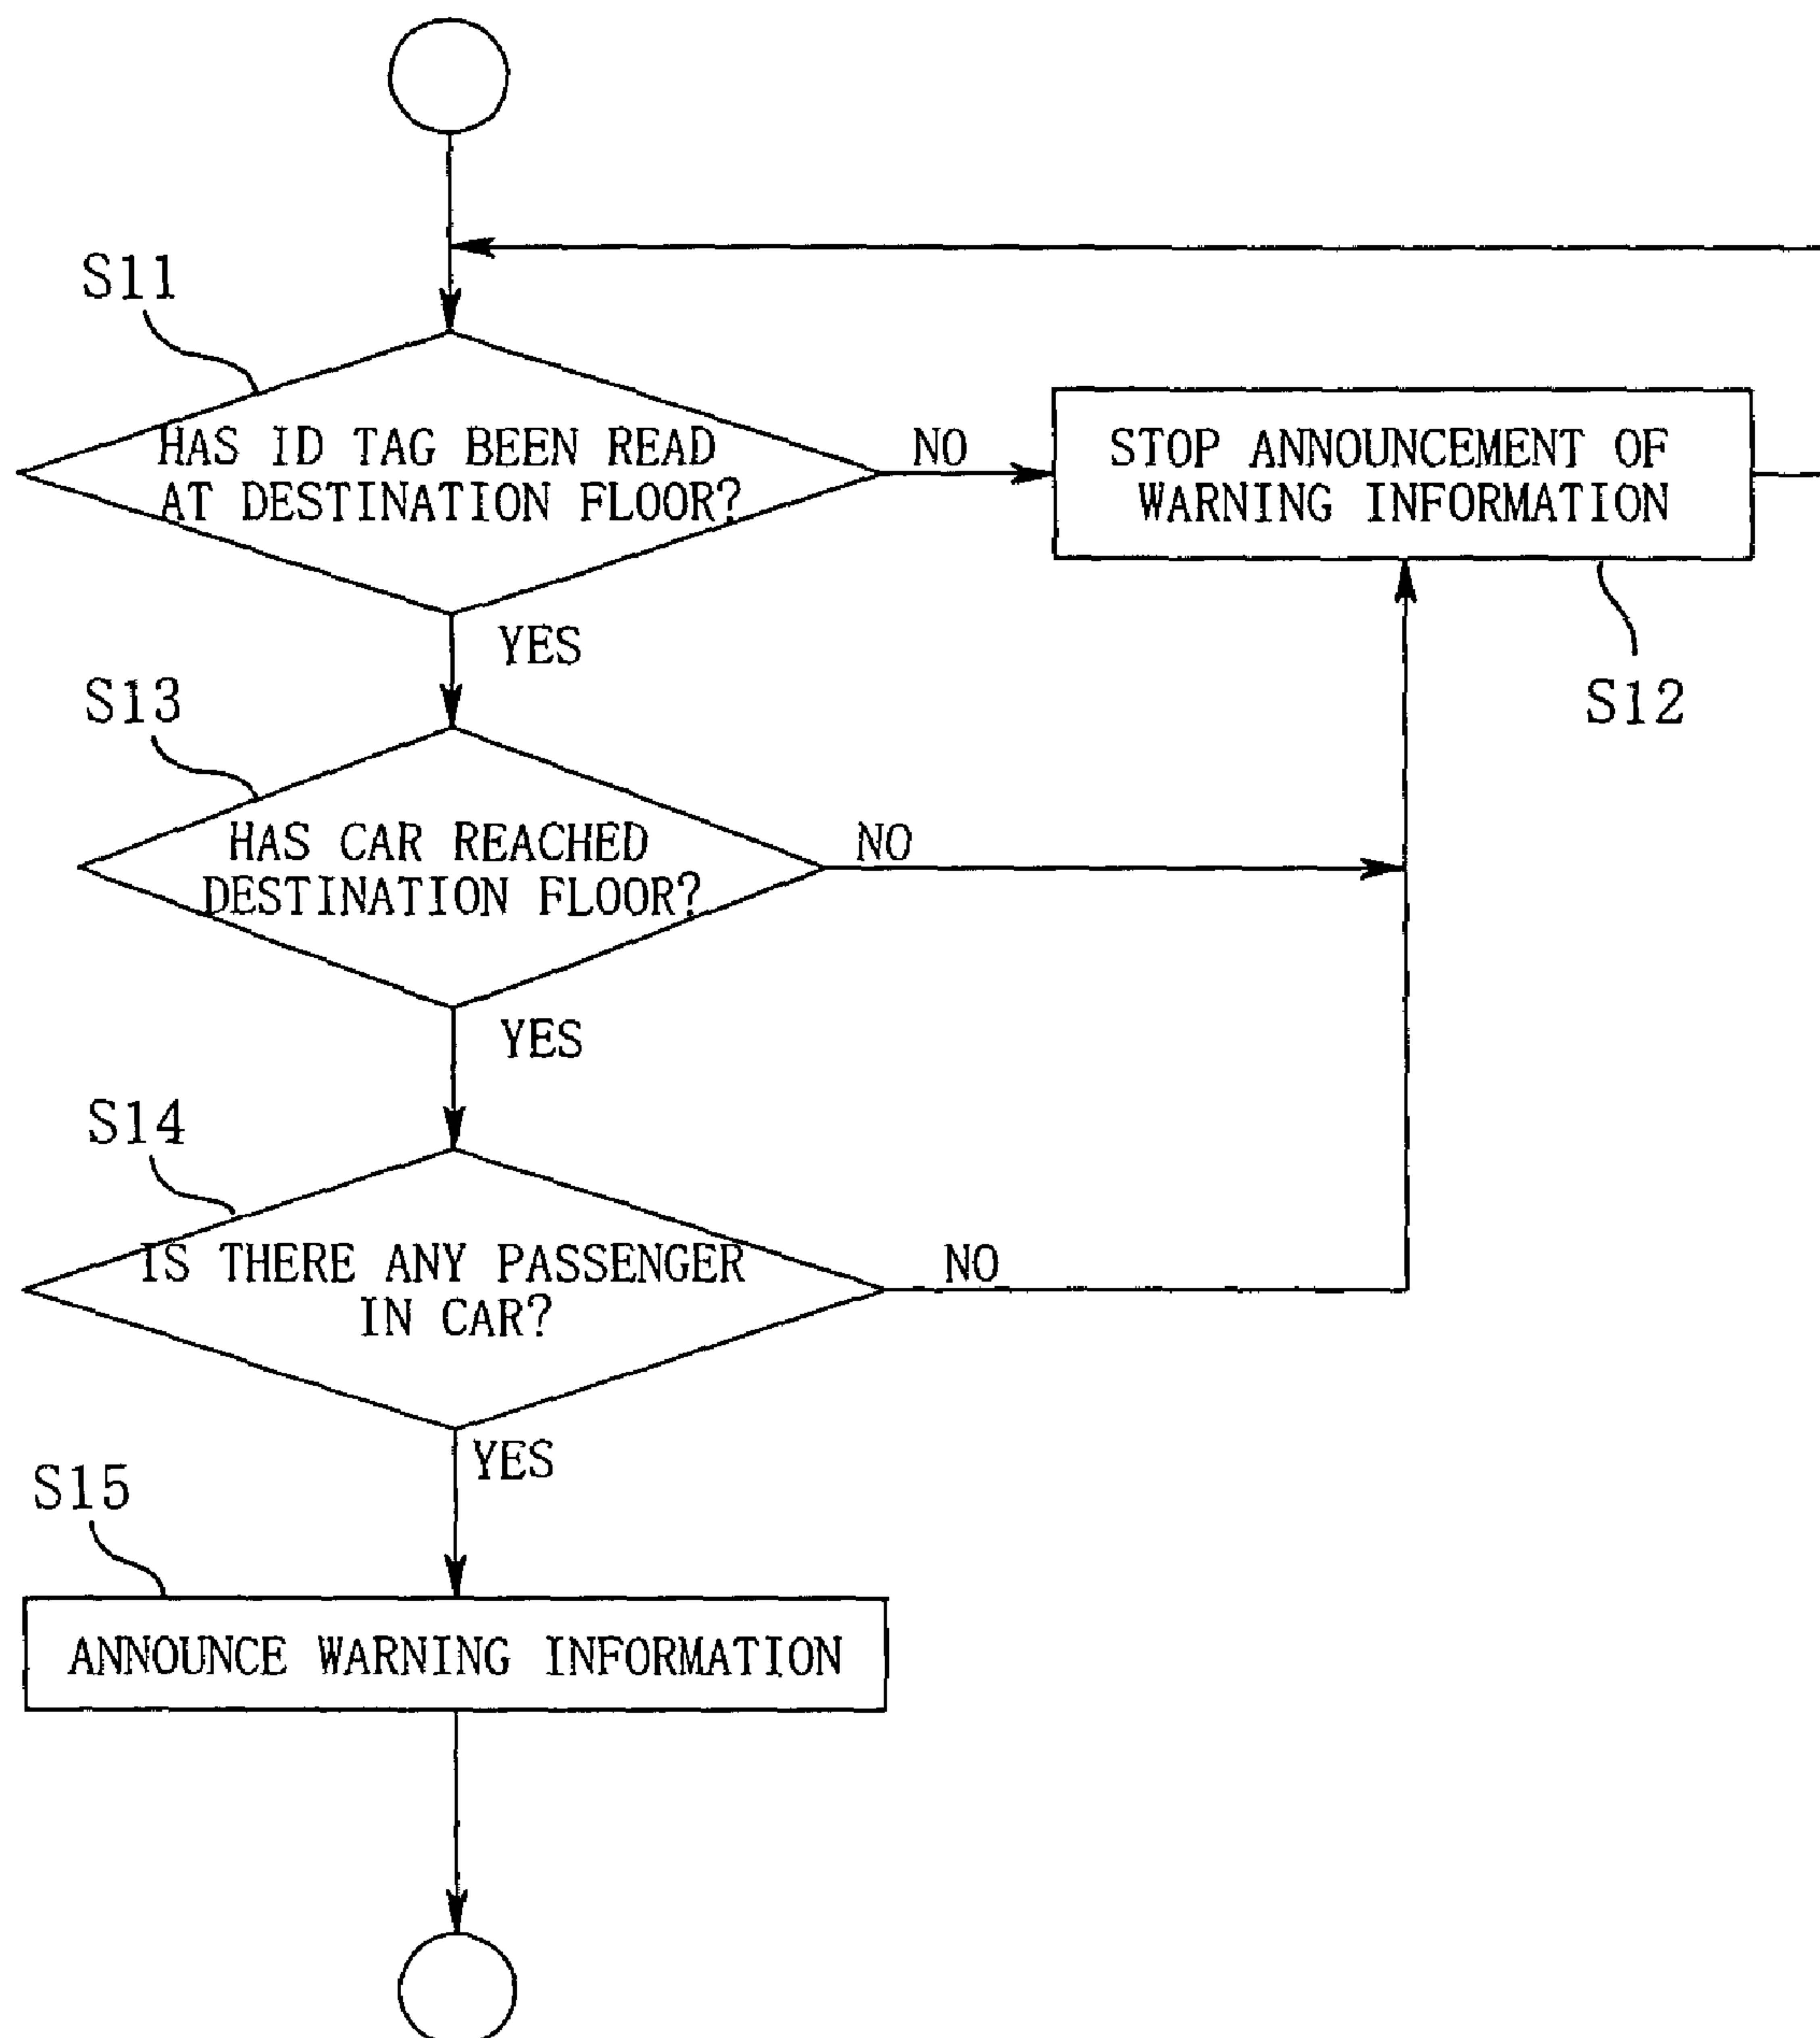 S11
HAS ID TAG BEEN READ
AT DESTINATION FLOOR?
NO
STOP ANNOUNCEMENT OF
WARNING INFORMATION
S12
YES
S13
HAS CAR REACHED
DESTINATION FLOOR?
NO
YES
S14
IS THERE ANY PASSENGER
IN CAR?
NO
YES
S15
ANNOUNCE WARNING INFORMATION